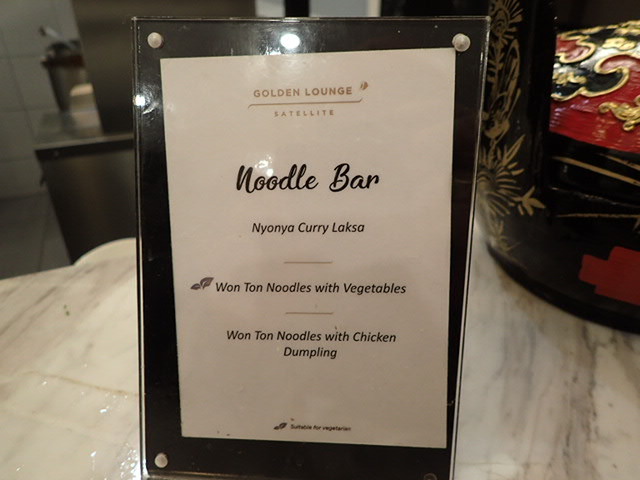 GOLDEN LOUNGE
SATELLITE
Noodle Bar
Nyonya Curry Laksa
Won Ton Noodles with Vegetables
Won Ton Noodles with Chicken
Dumpling
Suitable for vegetarian